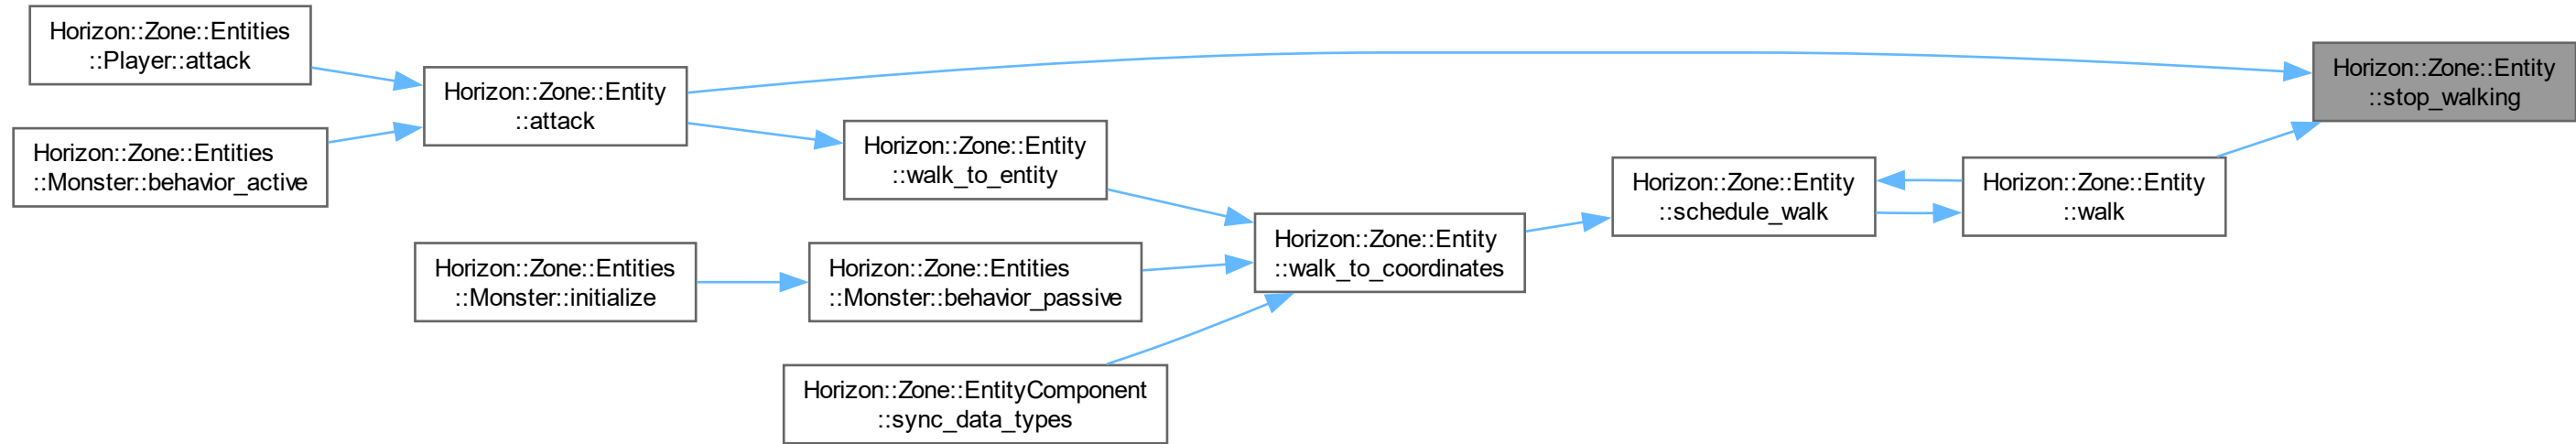 Horizon::Zone::Entities
::Player::attack
Horizon::Zone::Entities
::Monster::behavior_active
Horizon::Zone::Entity
::attack
Horizon::Zone::Entity
::walk_to_entity
Horizon::Zone::Entities
::Monster::initialize
Horizon::Zone::Entities
::Monster::behavior_passive
Horizon::Zone::EntityComponent
::sync_data_types
Horizon::Zone::Entity
::walk_to_coordinates
Horizon::Zone::Entity
::schedule_walk
Horizon::Zone::Entity
::walk
Horizon::Zone::Entity
::stop_walking